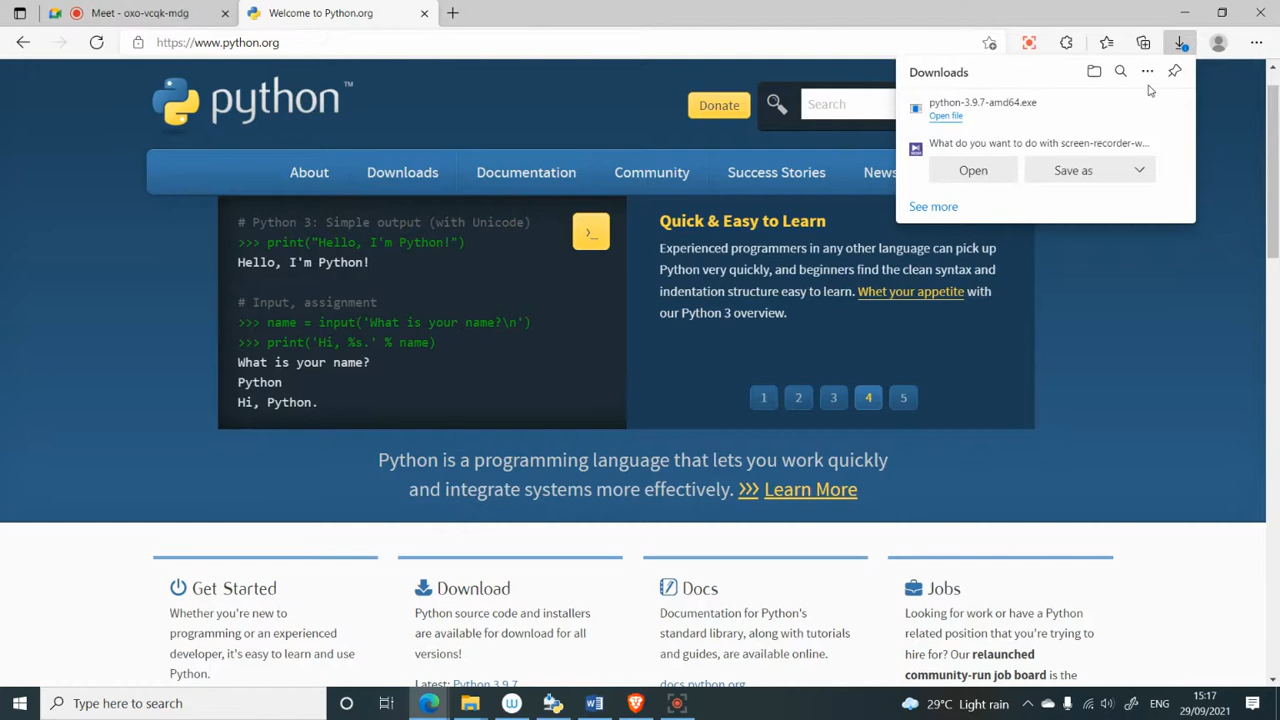 Meet - oxo-vcqk-mdg
Welcome to Python.org
https://www.python.org
Downloads
python-3.9.7-amd64.exe
Open file
What do you want to do with screen-recorder-w...
Open
Save as
See more
python™
Donate
Search
About
Downloads
Documentation
Community
Success Stories
News
# Python 3: Simple output (with Unicode)
>>> print("Hello, I'm Python!")
Hello, I'm Python!
# Input, assignment
>>> name = input('What is your name?\n')
>>> print('Hi, %s.' % name)
What is your name?
Python
Hi, Python.
>_
Quick & Easy to Learn
Experienced programmers in any other language can pick up
Python very quickly, and beginners find the clean syntax and
indentation structure easy to learn. Whet your appetite with
our Python 3 overview.
1 2 3 4 5
Python is a programming language that lets you work quickly
and integrate systems more effectively. >>> Learn More
Get Started
Whether you're new to
programming or an experienced
developer, it's easy to learn and use
Python.
Download
Python source code and installers
are available for download for all
versions!
Latest: Python 3.9.7
Docs
Documentation for Python's
standard library, along with tutorials
and guides, are available online.
docs.python.org
Jobs
Looking for work or have a Python
related position that you're trying to
hire for? Our relaunched
community-run job board is the
Type here to search
29°C Light rain
ENG
15:17
29/09/2021